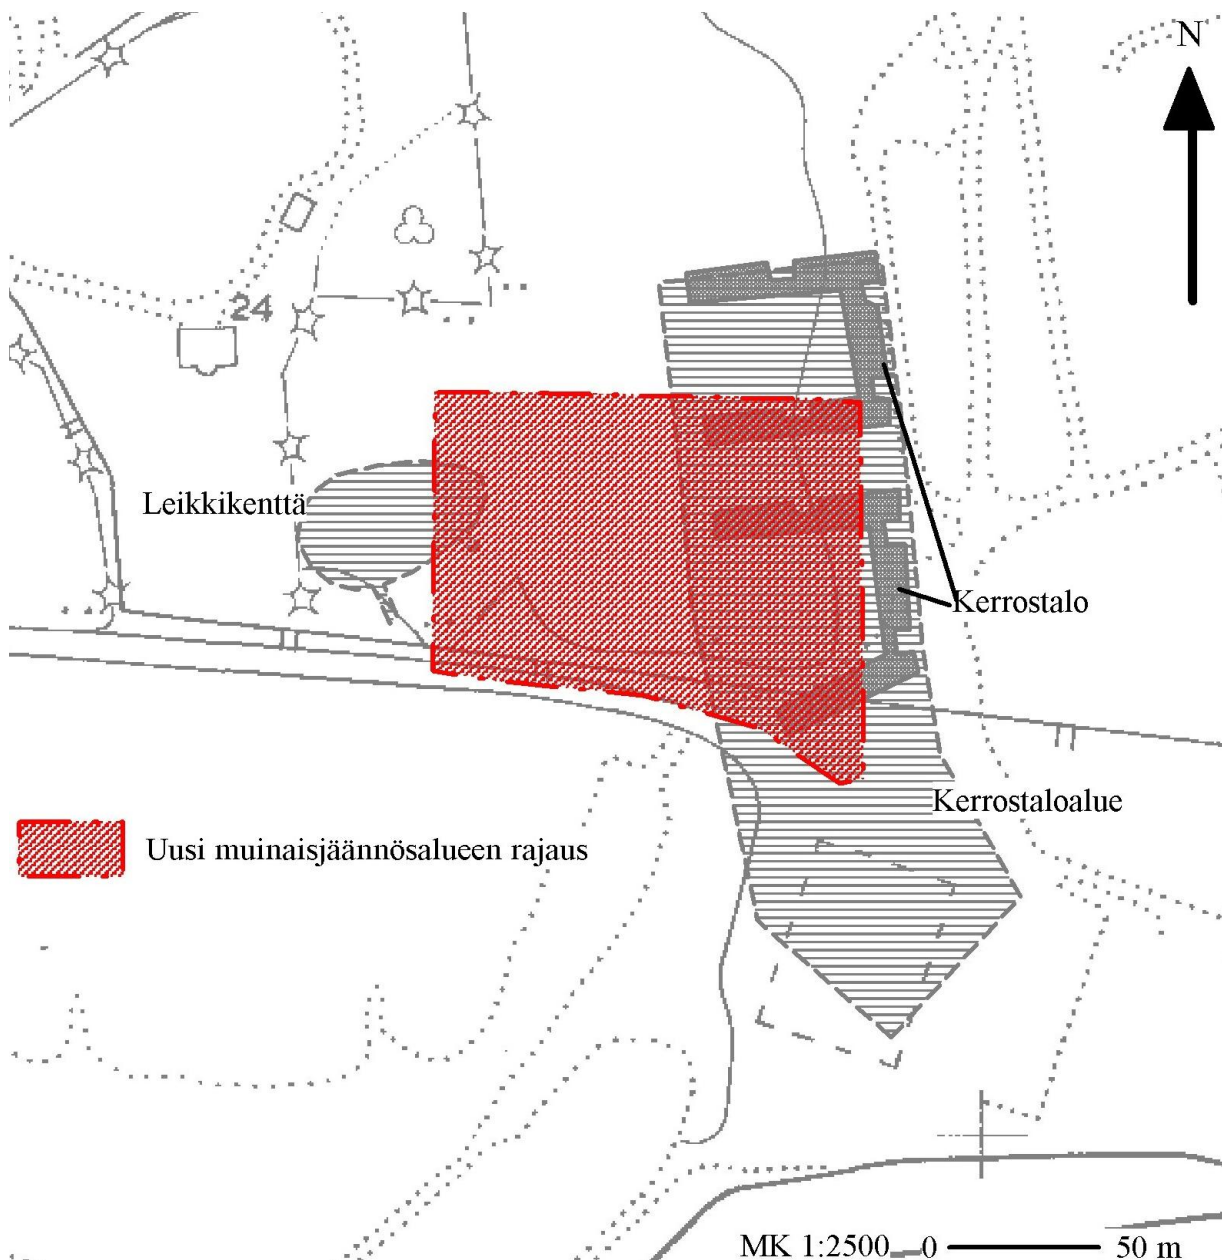 N
24
Leikkikenttä
Kerrostalo
Kerrostaloalue
Uusi muinaisjäännösalueen rajaus
MK 1:2500 0 50 m